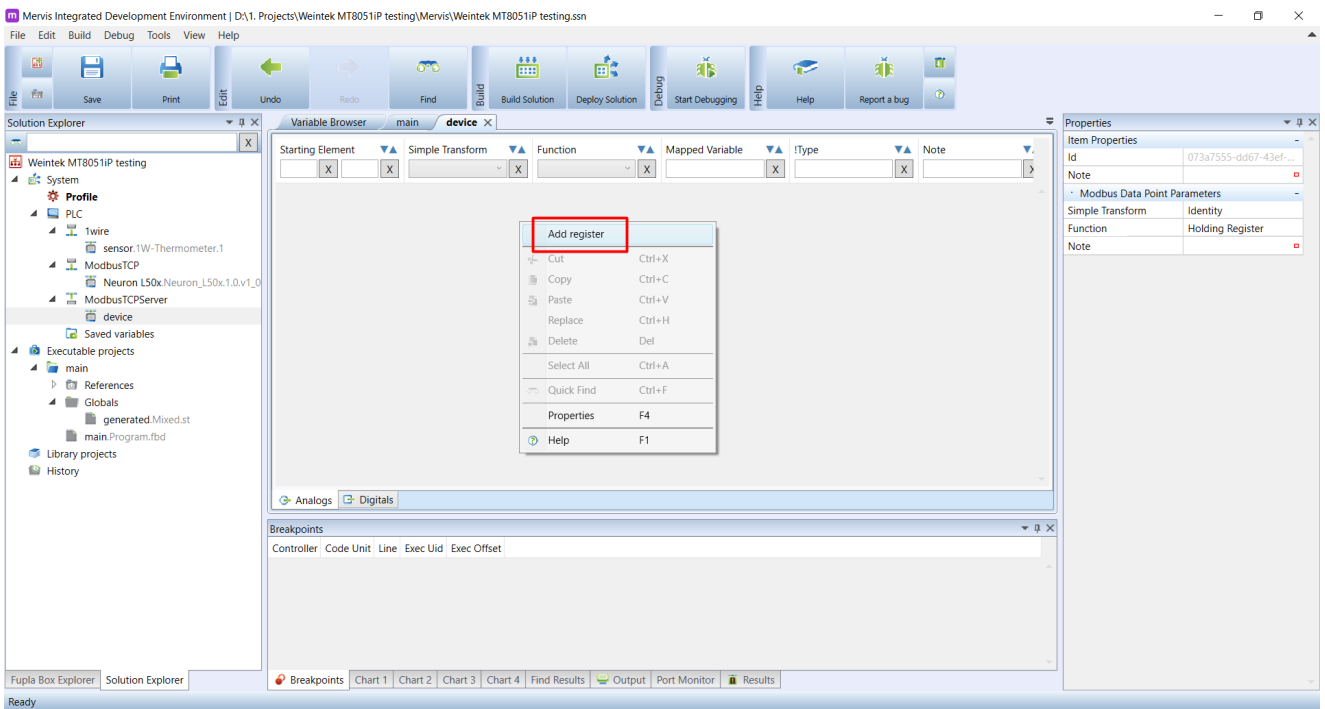 Mervis Integrated Development Environment | D:\1. Projects\Weintek MT8051iP testing\Mervis\Weintek MT8051iP testing.ssn
File Edit Build Debug Tools View Help
File
Save
Print
Edit
Undo
Redo
Find
Build
Build Solution
Deploy Solution
Debug
Start Debugging
Help
Help
Report a bug
Solution Explorer
X
Weintek MT8051iP testing
System
Profile
PLC
1wire
sensor.1W-Thermometer.1
ModbusTCP
Neuron L50x.Neuron_L50x.1.0.v1_0
ModbusTCPServer
device
Saved variables
Executable projects
main
References
Globals
generated.Mixed.st
main.Program.fbd
Library projects
History
Fupla Box Explorer Solution Explorer
Variable Browser main device
Starting Element Simple Transform Function Mapped Variable !Type Note
X X X X X X X
Add register
Cut Ctrl+X
Copy Ctrl+C
Paste Ctrl+V
Replace Ctrl+H
Delete Del
Select All Ctrl+A
Quick Find Ctrl+F
Properties F4
Help F1
Analogs Digitals
Breakpoints
Controller Code Unit Line Exec Uid Exec Offset
Breakpoints Chart 1 Chart 2 Chart 3 Chart 4 Find Results Output Port Monitor Results
Properties
Item Properties
Id 073a7555-dd67-43ef-...
Note
Modbus Data Point Parameters
Simple Transform Identity
Function Holding Register
Note
Ready